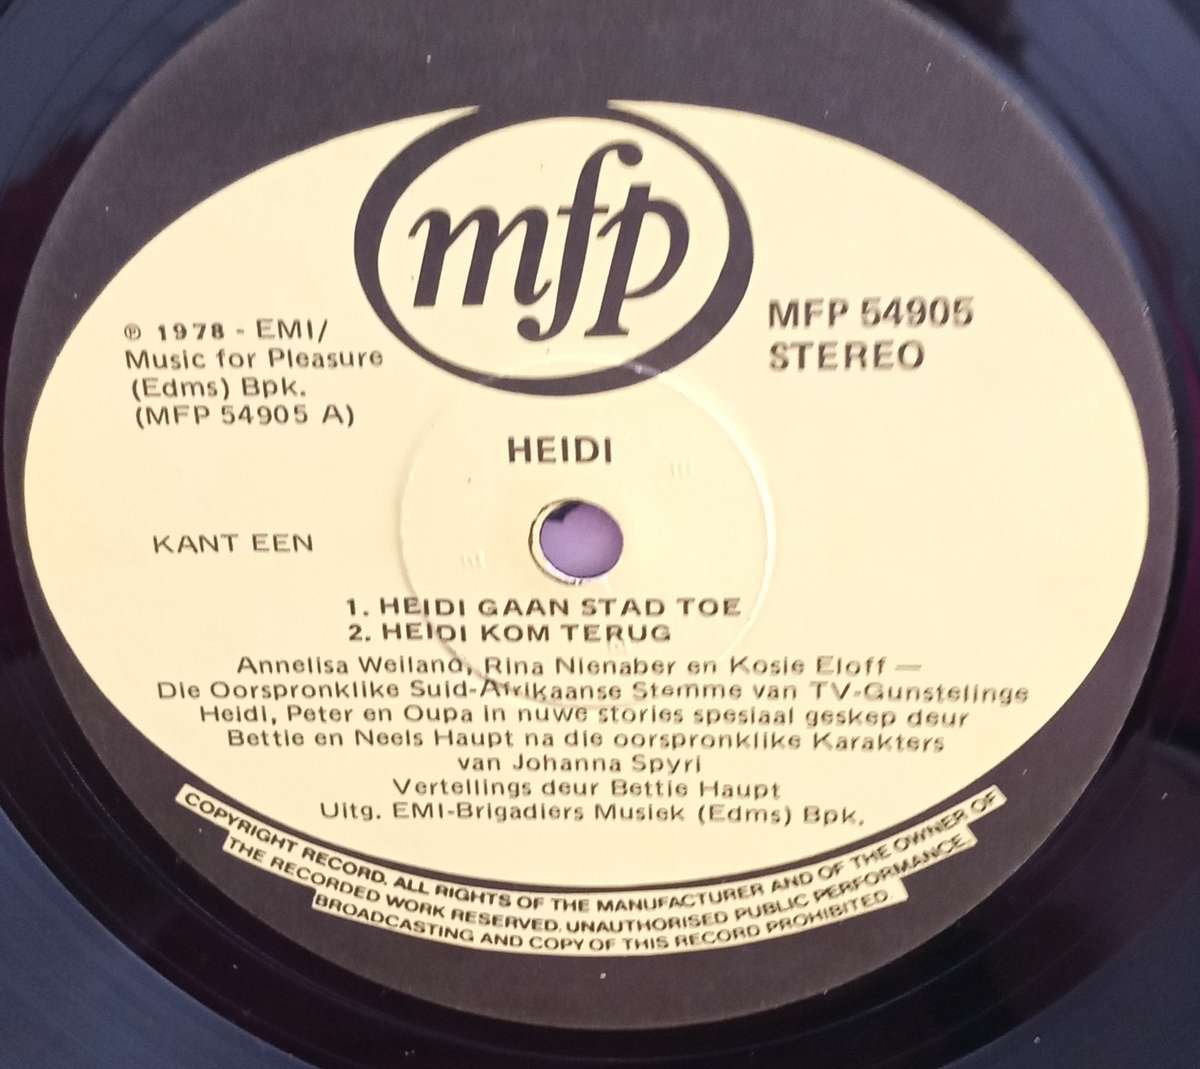 mfp
℗ 1978 - EMI/
Music for Pleasure
(Edms) Bpk.
(MFP 54905 A)
MFP 54905
STEREO
HEIDI
KANT EEN
1. HEIDI GAAN STAD TOE
2. HEIDI KOM TERUG
Annelisa Weiland, Rina Nienaber en Kosie Eloff —
Die Oorspronklike Suid-Afrikaanse Stemme van TV-Gunstelinge
Heidi, Peter en Oupa in nuwe stories spesiaal geskep deur
Bettie en Neels Haupt na die oorspronklike Karakters
van Johanna Spyri
Vertellings deur Bettie Haupt
Uitg. EMI-Brigadiers Musiek (Edms) Bpk.
COPYRIGHT RECORD. ALL RIGHTS OF THE MANUFACTURER AND OF THE OWNER OF
THE RECORDED WORK RESERVED. UNAUTHORISED PUBLIC PERFORMANCE
BROADCASTING AND COPY OF THIS RECORD PROHIBITED.